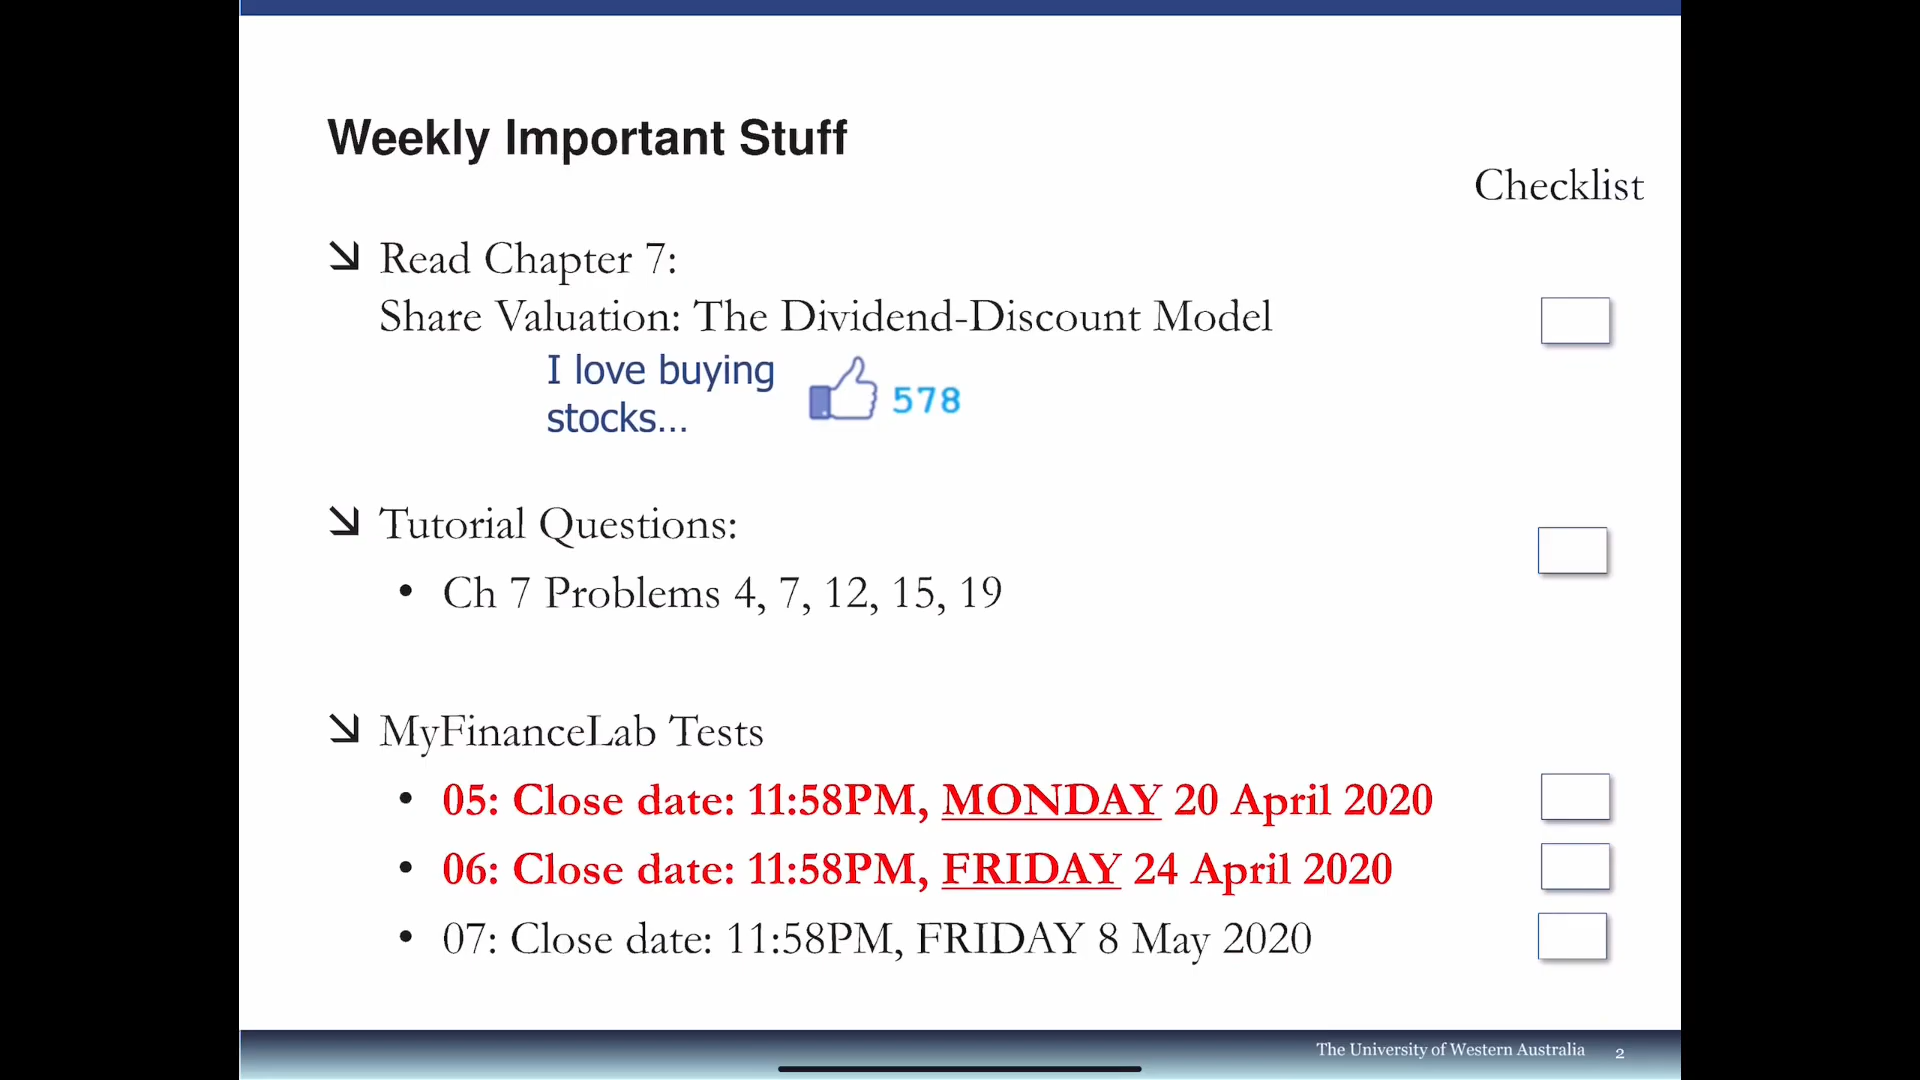 Weekly Important Stuff
Checklist
Read Chapter 7:
Share Valuation: The Dividend-Discount Model
I love buying
stocks...
578
Tutorial Questions:
• Ch 7 Problems 4, 7, 12, 15, 19
MyFinanceLab Tests
• 05: Close date: 11:58PM, MONDAY 20 April 2020
• 06: Close date: 11:58PM, FRIDAY 24 April 2020
• 07: Close date: 11:58PM, FRIDAY 8 May 2020
The University of Western Australia 2